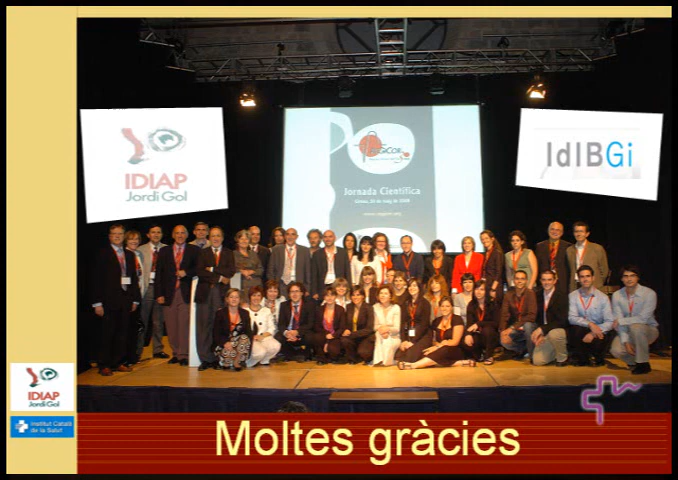 IDIAP
Jordi Gol
IdIBGi
Jornada Científica
IDIAP
Jordi Gol
Institut Català
de la Salut
Moltes gràcies